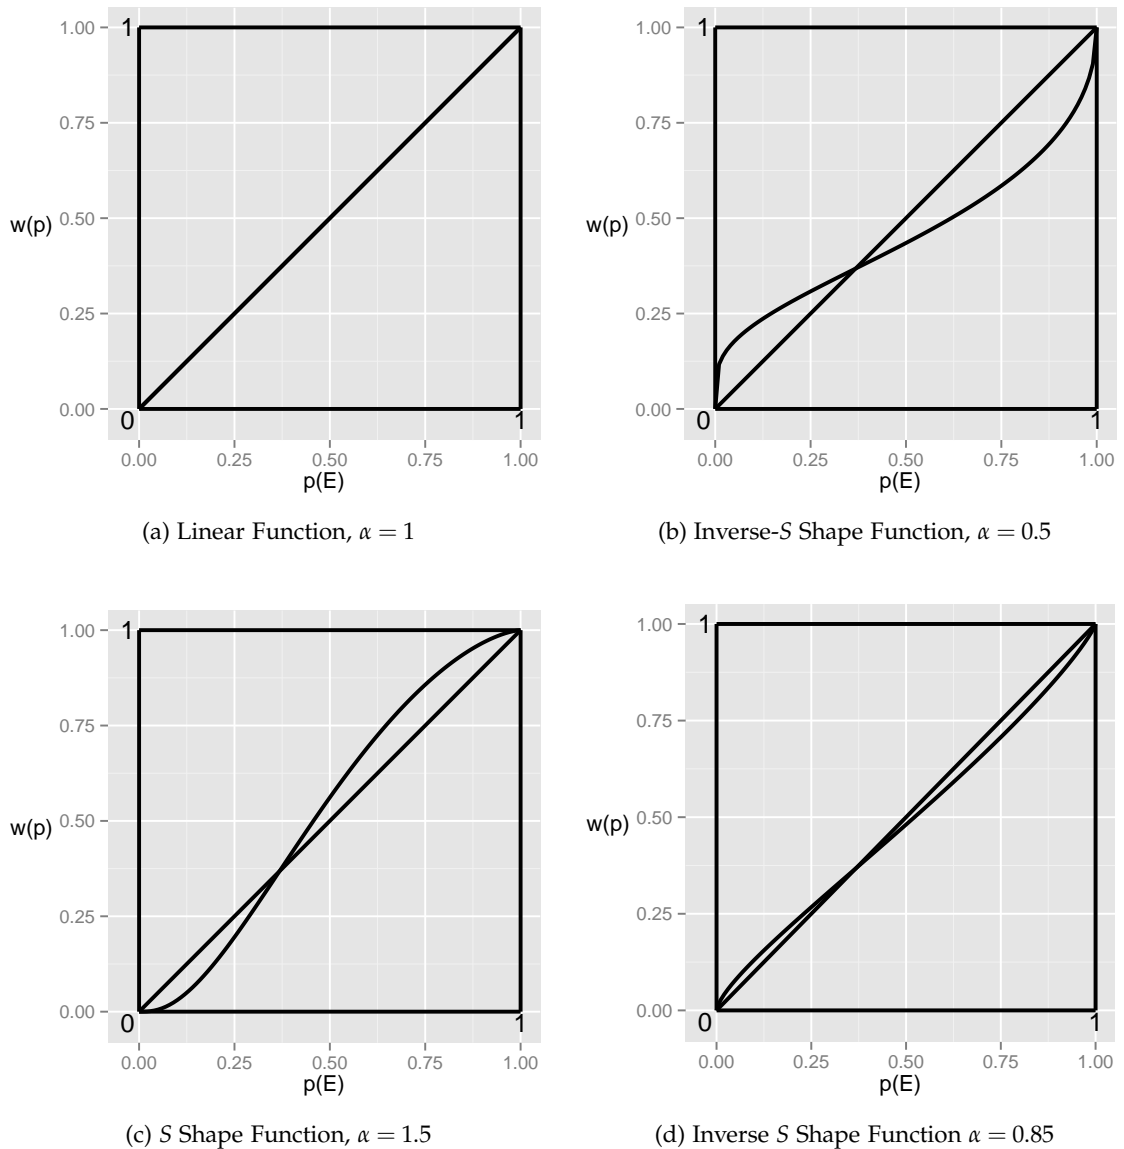 1.00 1
0.75
0.50
w(p)
0.25
0.00
0 1
0.00 0.25 0.50 0.75 1.00
p(E)
(a) Linear Function, α = 1
1.00 1
0.75
0.50
w(p)
0.25
0.00
0 1
0.00 0.25 0.50 0.75 1.00
p(E)
(b) Inverse-S Shape Function, α = 0.5
1.00 1
0.75
0.50
w(p)
0.25
0.00
0 1
0.00 0.25 0.50 0.75 1.00
p(E)
(c) S Shape Function, α = 1.5
1.00 1
0.75
0.50
w(p)
0.25
0.00
0 1
0.00 0.25 0.50 0.75 1.00
p(E)
(d) Inverse S Shape Function α = 0.85